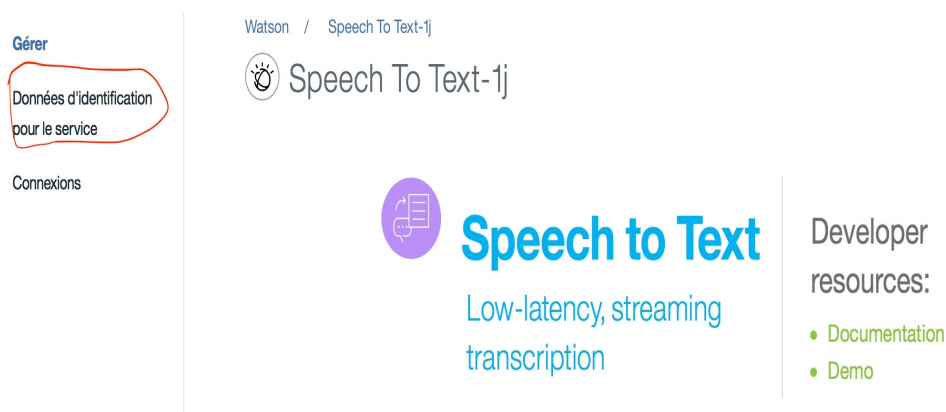 Gérer
Données d'identification
pour le service
Connexions
Watson / Speech To Text-1j
Speech To Text-1j
Speech to Text
Low-latency, streaming
transcription
Developer
resources:
Documentation
Demo